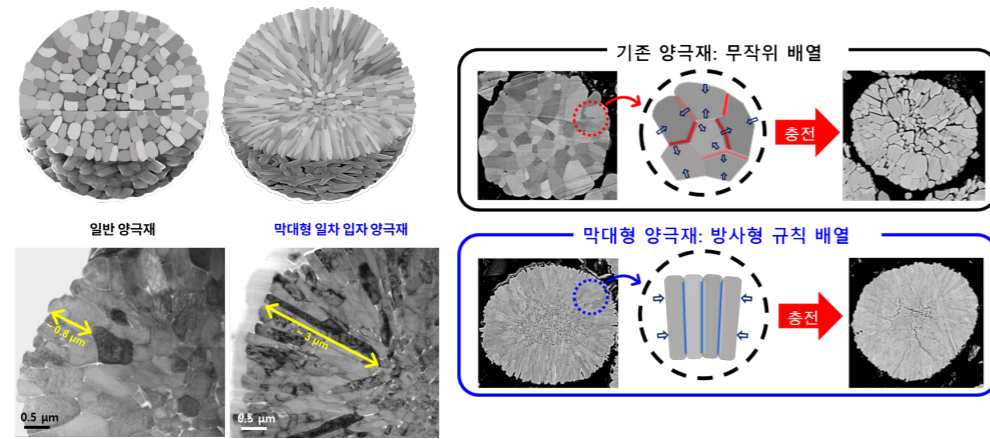 일반 양극재
막대형 일차 입자 양극재
~ 0.8 μm
0.5 μm
~ 3 μm
0.5 μm
기존 양극재: 무작위 배열
충전
막대형 양극재: 방사형 규칙 배열
충전